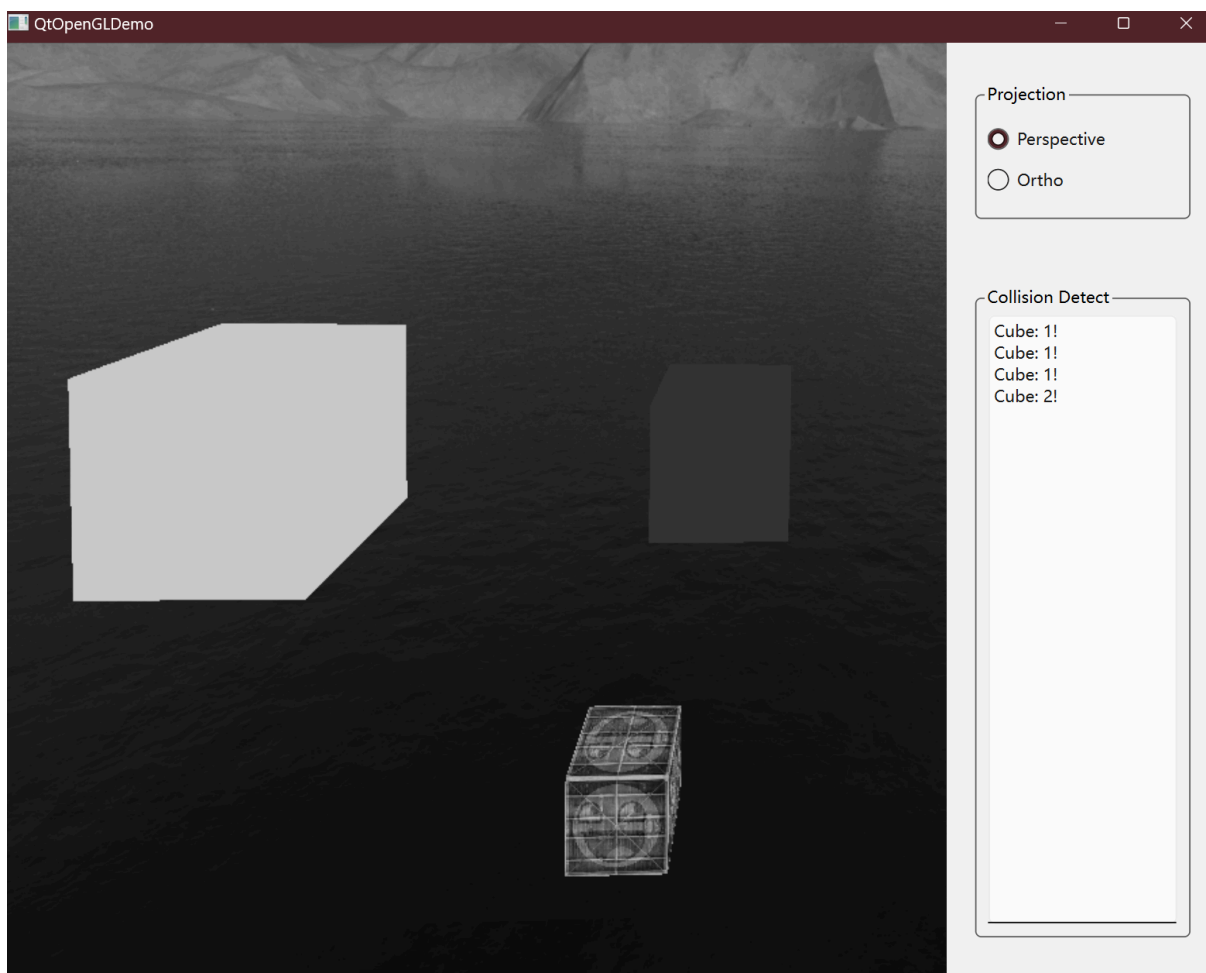 QtOpenGLDemo
Projection
Perspective
Ortho
Collision Detect
Cube: 1!
Cube: 1!
Cube: 1!
Cube: 2!